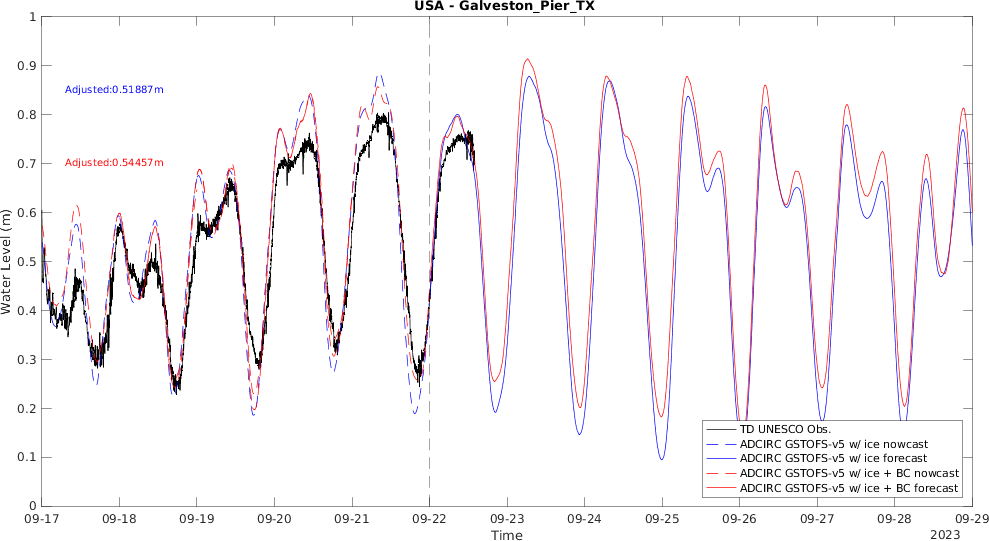 USA - Galveston_Pier_TX
1
0.9
0.8
0.7
0.6
0.5
0.4
0.3
0.2
0.1
0
Water Level (m)
Adjusted:0.51887m
Adjusted:0.54457m
TD UNESCO Obs.
ADCIRC GSTOFS-v5 w/ ice nowcast
ADCIRC GSTOFS-v5 w/ ice forecast
ADCIRC GSTOFS-v5 w/ ice + BC nowcast
ADCIRC GSTOFS-v5 w/ ice + BC forecast
09-17 09-18 09-19 09-20 09-21 09-22 09-23 09-24 09-25 09-26 09-27 09-28 09-29
Time
2023